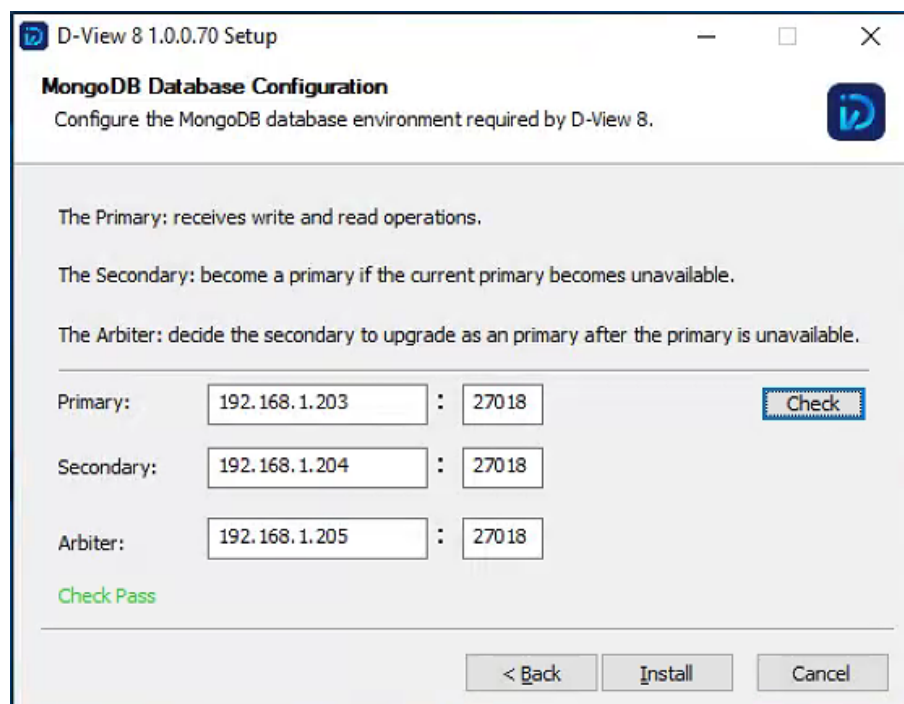 D-View 8 1.0.0.70 Setup
MongoDB Database Configuration
Configure the MongoDB database environment required by D-View 8.
The Primary: receives write and read operations.
The Secondary: become a primary if the current primary becomes unavailable.
The Arbiter: decide the secondary to upgrade as an primary after the primary is unavailable.
Primary: 192.168.1.203 : 27018 Check
Secondary: 192.168.1.204 : 27018
Arbiter: 192.168.1.205 : 27018
Check Pass
< Back Install Cancel